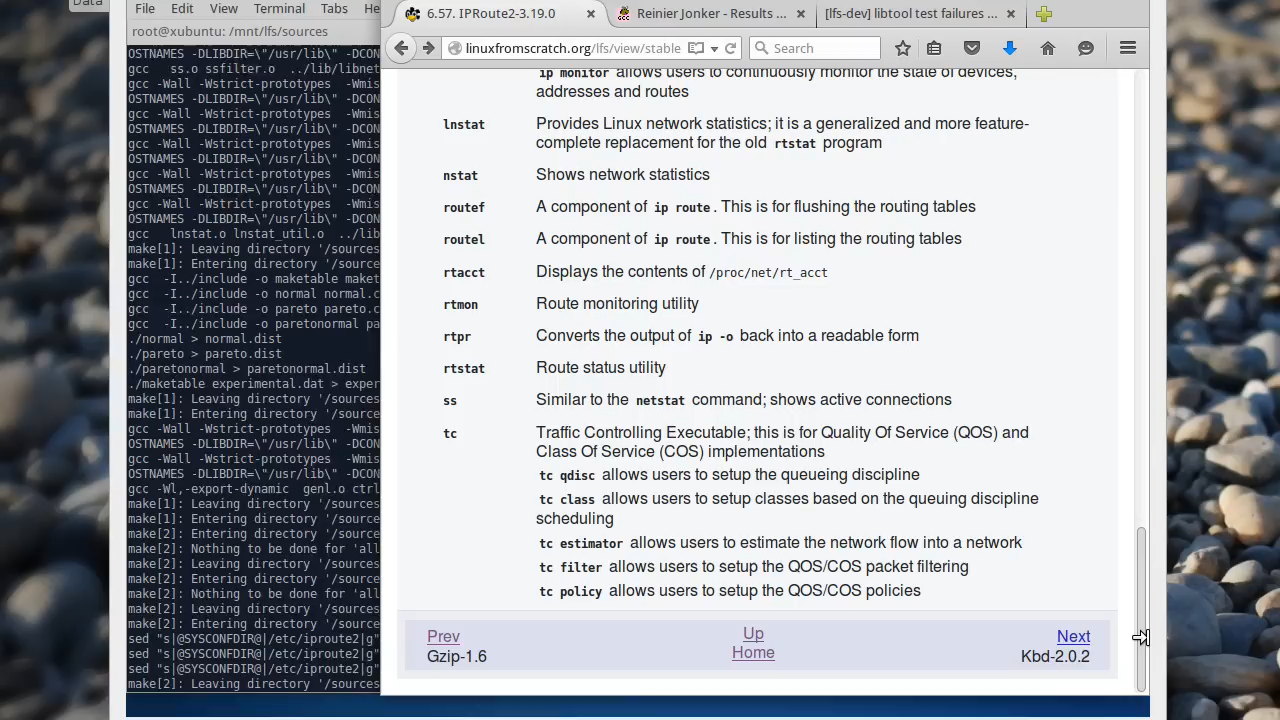 Data
File Edit View Terminal Tabs
root@xubuntu: /mnt/lfs/sources
OSTNAMES -DLIBDIR=\"/usr/lib\" -DCON
gcc   ss.o ssfilter.o  ../lib/libnet
gcc -Wall -Wstrict-prototypes  -Wmis
OSTNAMES -DLIBDIR=\"/usr/lib\" -DCON
gcc -Wall -Wstrict-prototypes  -Wmis
OSTNAMES -DLIBDIR=\"/usr/lib\" -DCON
gcc -Wall -Wstrict-prototypes  -Wmis
OSTNAMES -DLIBDIR=\"/usr/lib\" -DCON
gcc -Wall -Wstrict-prototypes  -Wmis
OSTNAMES -DLIBDIR=\"/usr/lib\" -DCON
gcc -Wall -Wstrict-prototypes  -Wmis
OSTNAMES -DLIBDIR=\"/usr/lib\" -DCON
gcc   lnstat.o lnstat_util.o  ../lib
make[1]: Leaving directory '/sources
make[1]: Entering directory '/source
gcc  -I../include -o maketable maket
gcc  -I../include -o normal normal.c
gcc  -I../include -o pareto pareto.c
gcc  -I../include -o paretonormal pa
./normal > normal.dist
./pareto > pareto.dist
./paretonormal > paretonormal.dist
./maketable experimental.dat > exper
make[1]: Leaving directory '/sources
make[1]: Entering directory '/source
gcc -Wall -Wstrict-prototypes  -Wmis
OSTNAMES -DLIBDIR=\"/usr/lib\" -DCON
gcc -Wall -Wstrict-prototypes  -Wmis
OSTNAMES -DLIBDIR=\"/usr/lib\" -DCON
gcc -Wl,-export-dynamic  genl.o ctrl
make[1]: Leaving directory '/sources
make[1]: Entering directory '/source
make[2]: Entering directory '/source
make[2]: Nothing to be done for 'all
make[2]: Leaving directory '/sources
make[2]: Entering directory '/source
make[2]: Nothing to be done for 'all
make[2]: Leaving directory '/sources
make[2]: Entering directory '/source
sed "s|@SYSCONFDIR@|/etc/iproute2|g"
sed "s|@SYSCONFDIR@|/etc/iproute2|g"
sed "s|@SYSCONFDIR@|/etc/iproute2|g"
make[2]: Leaving directory '/sources
6.57. IPRoute2-3.19.0
Reinier Jonker - Results ...
[lfs-dev] libtool test failures ...
linuxfromscratch.org/lfs/view/stable
Search
ip monitor allows users to continuously monitor the state of devices,
addresses and routes
lnstat Provides Linux network statistics; it is a generalized and more feature-
complete replacement for the old rtstat program
nstat Shows network statistics
routef A component of ip route. This is for flushing the routing tables
routel A component of ip route. This is for listing the routing tables
rtacct Displays the contents of /proc/net/rt_acct
rtmon Route monitoring utility
rtpr Converts the output of ip -o back into a readable form
rtstat Route status utility
ss Similar to the netstat command; shows active connections
tc Traffic Controlling Executable; this is for Quality Of Service (QOS) and
Class Of Service (COS) implementations
tc qdisc allows users to setup the queueing discipline
tc class allows users to setup classes based on the queuing discipline
scheduling
tc estimator allows users to estimate the network flow into a network
tc filter allows users to setup the QOS/COS packet filtering
tc policy allows users to setup the QOS/COS policies
Prev Up Next
Gzip-1.6 Home Kbd-2.0.2